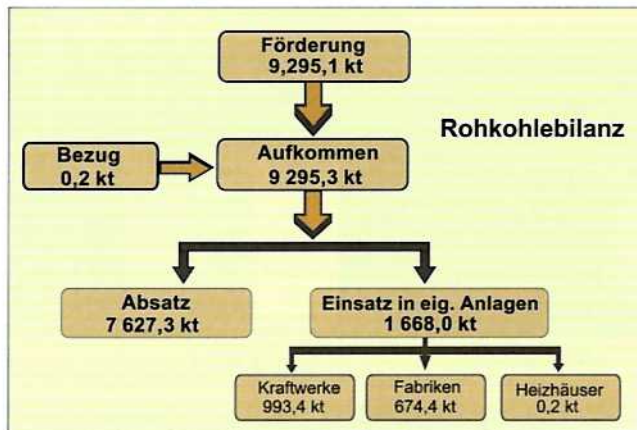 Förderung
9,295,1 kt
Rohkohlebilanz
Bezug
0,2 kt
Aufkommen
9 295,3 kt
Absatz
7 627,3 kt
Einsatz in eig. Anlagen
1 668,0 kt
Kraftwerke
993,4 kt
Fabriken
674,4 kt
Heizhäuser
0,2 kt